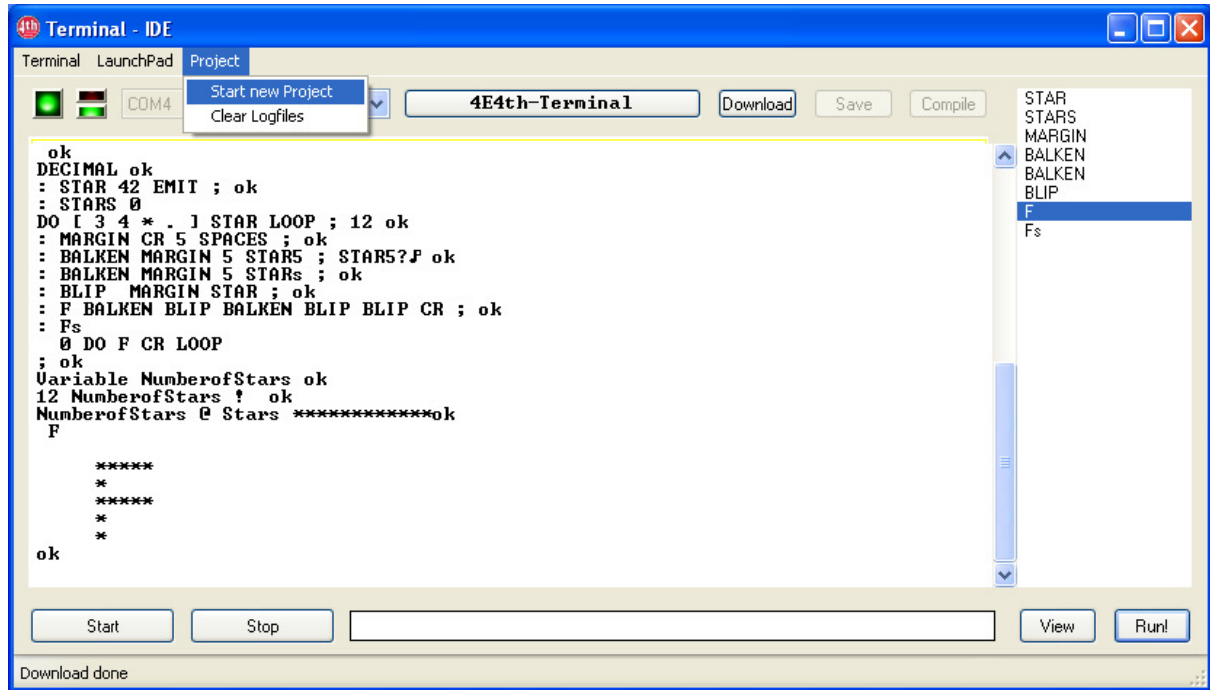 4th Terminal - IDE
Terminal LaunchPad Project
Start new Project
Clear Logfiles
COM4 4E4th-Terminal Download Save Compile
ok
DECIMAL ok
: STAR 42 EMIT ; ok
: STARS 0
DO [ 3 4 * . ] STAR LOOP ; 12 ok
: MARGIN CR 5 SPACES ; ok
: BALKEN MARGIN 5 STAR5 ; STAR5?♪ ok
: BALKEN MARGIN 5 STARs ; ok
: BLIP  MARGIN STAR ; ok
: F BALKEN BLIP BALKEN BLIP BLIP CR ; ok
: Fs
0 DO F CR LOOP
; ok
Variable NumberofStars ok
12 NumberofStars !  ok
NumberofStars @ Stars ************ok
F
*****
*
*****
*
*
ok
STAR
STARS
MARGIN
BALKEN
BALKEN
BLIP
F
Fs
Start Stop View Run!
Download done